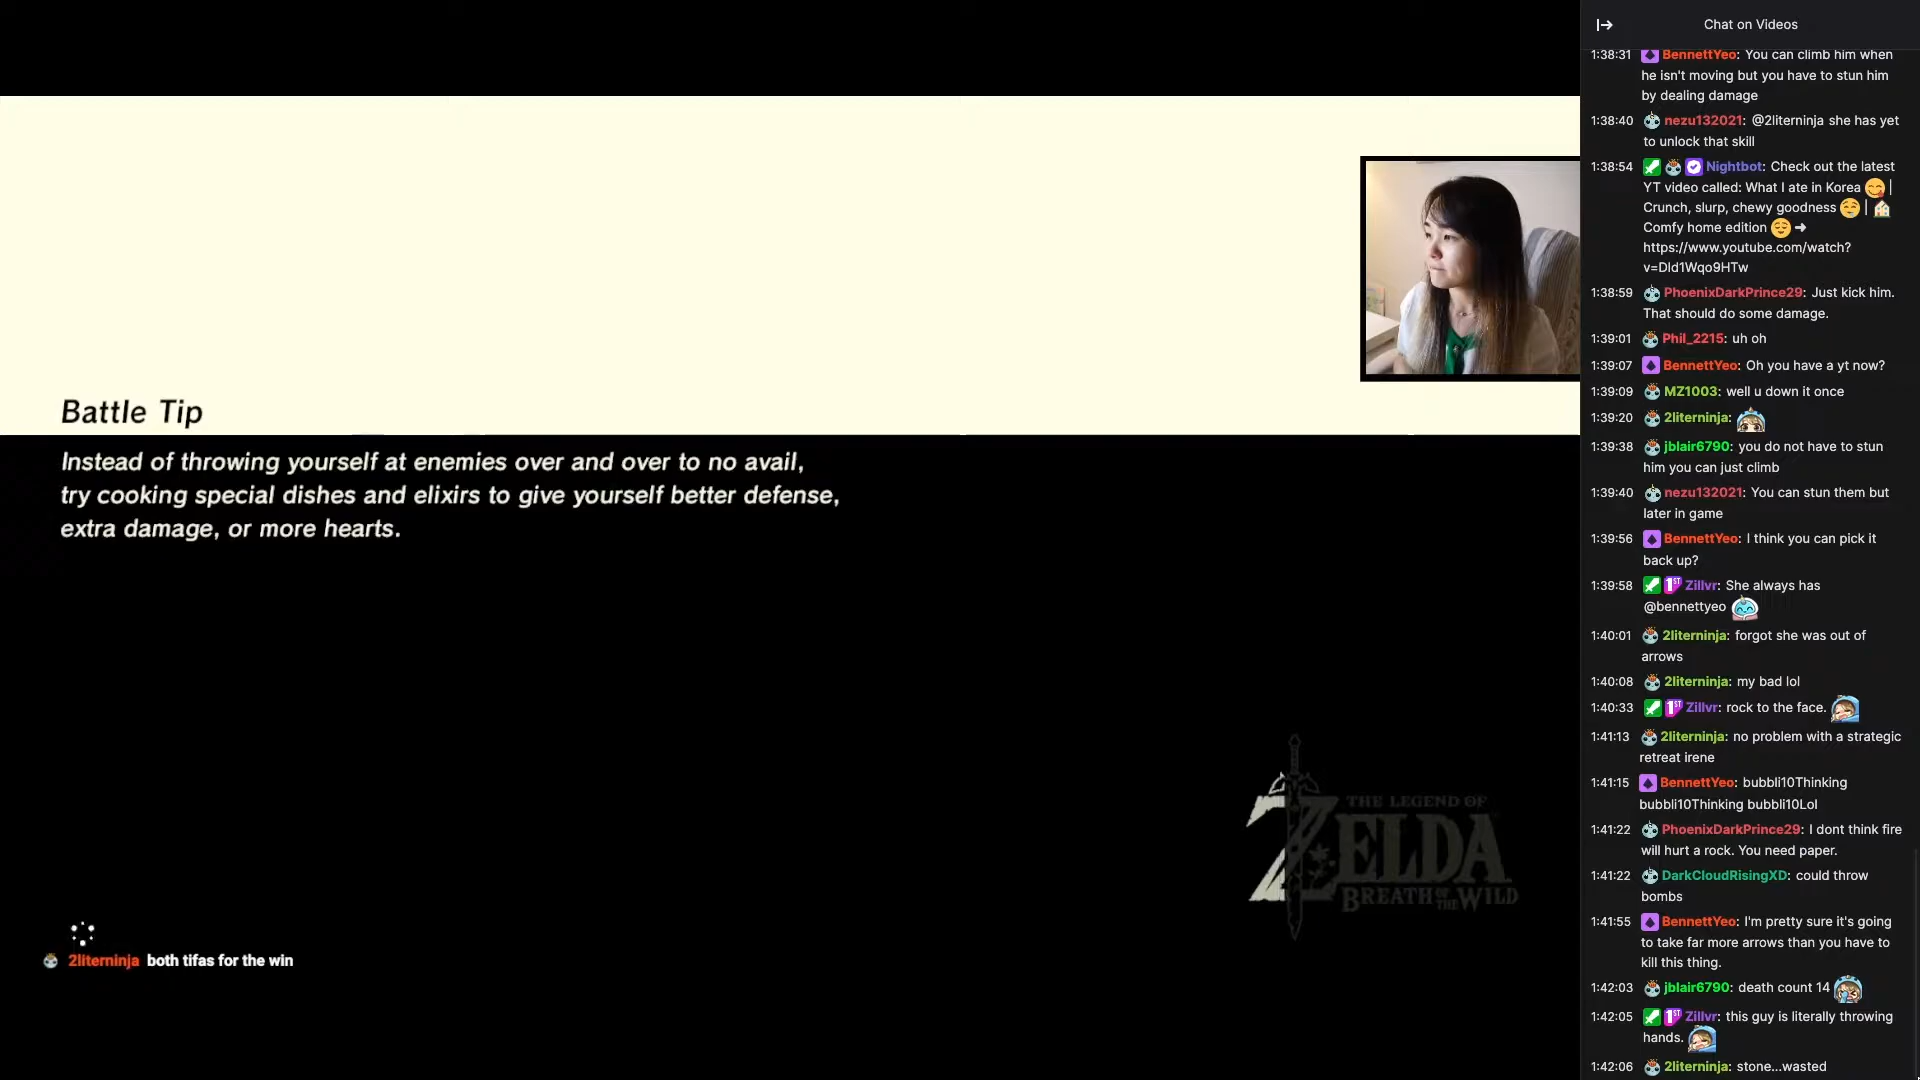 Battle Tip
Instead of throwing yourself at enemies over and over to no avail,
try cooking special dishes and elixirs to give yourself better defense,
extra damage, or more hearts.
THE LEGEND OF
ZELDA
BREATH OF THE WILD
2literninja both tifas for the win
Chat on Videos
1:38:31 BennettYeo: You can climb him when
he isn't moving but you have to stun him
by dealing damage
1:38:40 nezu132021: @2literninja she has yet
to unlock that skill
1:38:54 Nightbot: Check out the latest
YT video called: What I ate in Korea 😋 |
Crunch, slurp, chewy goodness ☺️ | 🏠
Comfy home edition 😌 ➜
https://www.youtube.com/watch?
v=Dld1Wqo9HTw
1:38:59 PhoenixDarkPrince29: Just kick him.
That should do some damage.
1:39:01 Phil_2215: uh oh
1:39:07 BennettYeo: Oh you have a yt now?
1:39:09 MZ1003: well u down it once
1:39:20 2literninja:
1:39:38 jblair6790: you do not have to stun
him you can just climb
1:39:40 nezu132021: You can stun them but
later in game
1:39:56 BennettYeo: I think you can pick it
back up?
1:39:58 1ST Zillvr: She always has
@bennettyeo
1:40:01 2literninja: forgot she was out of
arrows
1:40:08 2literninja: my bad lol
1:40:33 1ST Zillvr: rock to the face.
1:41:13 2literninja: no problem with a strategic
retreat irene
1:41:15 BennettYeo: bubbli10Thinking
bubbli10Thinking bubbli10Lol
1:41:22 PhoenixDarkPrince29: I dont think fire
will hurt a rock. You need paper.
1:41:22 DarkCloudRisingXD: could throw
bombs
1:41:55 BennettYeo: I'm pretty sure it's going
to take far more arrows than you have to
kill this thing.
1:42:03 jblair6790: death count 14
1:42:05 1ST Zillvr: this guy is literally throwing
hands.
1:42:06 2literninja: stone...wasted